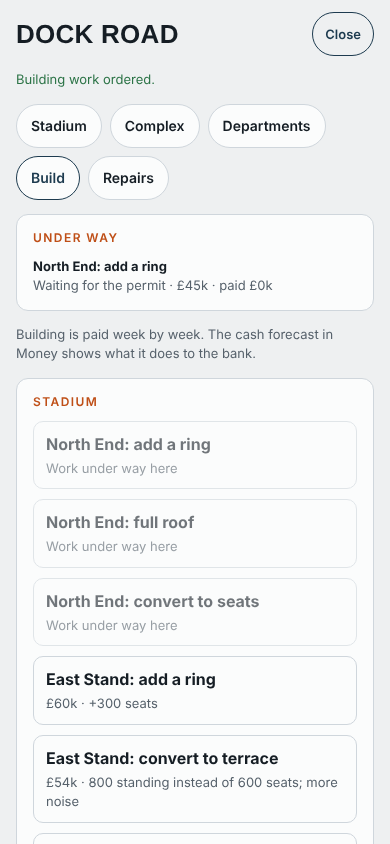 DOCK ROAD
Close
Building work ordered.
Stadium
Complex
Departments
Build
Repairs
UNDER WAY
North End: add a ring
Waiting for the permit · £45k · paid £0k
Building is paid week by week. The cash forecast in
Money shows what it does to the bank.
STADIUM
North End: add a ring
Work under way here
North End: full roof
Work under way here
North End: convert to seats
Work under way here
East Stand: add a ring
£60k · +300 seats
East Stand: convert to terrace
£54k · 800 standing instead of 600 seats; more
noise